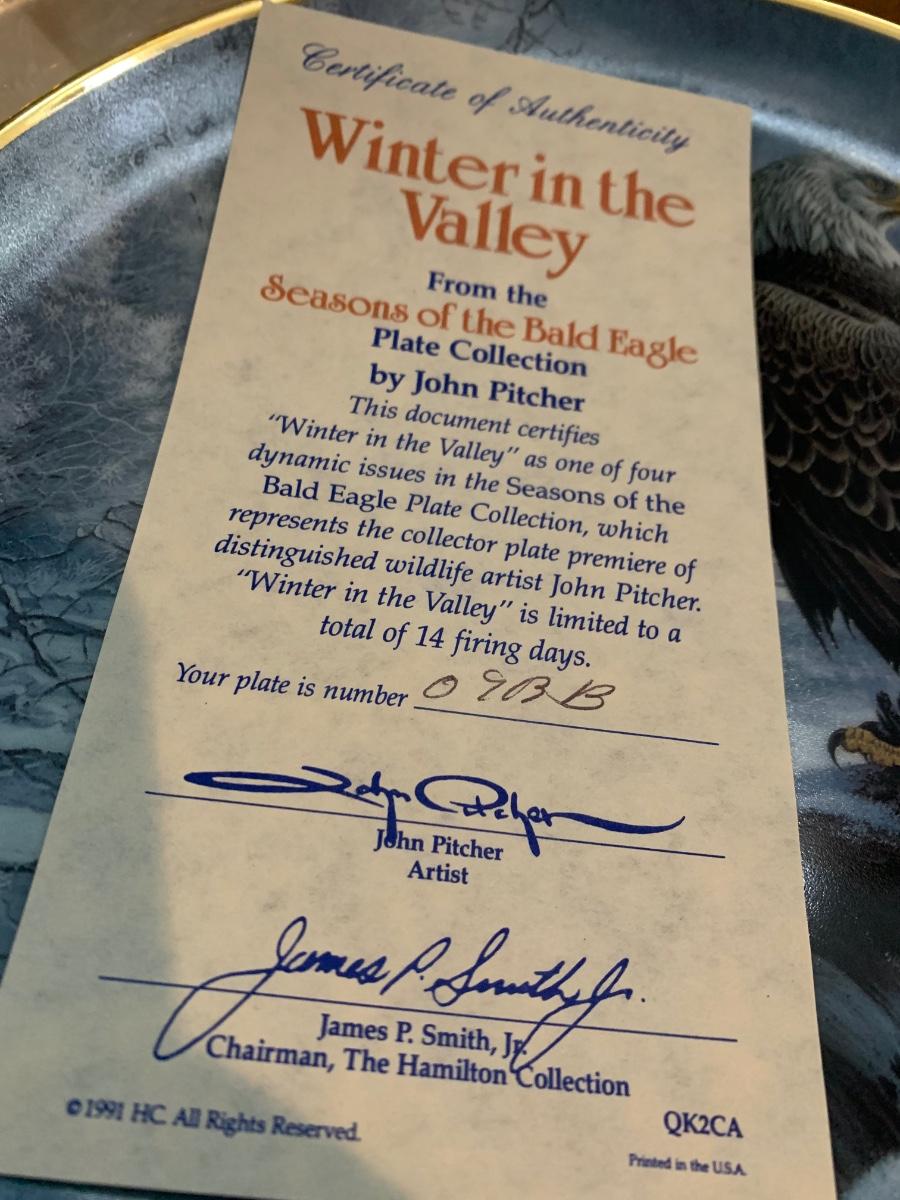 Certificate of Authenticity
Winter in the
Valley
From the
Seasons of the Bald Eagle
Plate Collection
by John Pitcher
This document certifies
"Winter in the Valley" as one of four
dynamic issues in the Seasons of the
Bald Eagle Plate Collection, which
represents the collector plate premiere of
distinguished wildlife artist John Pitcher.
"Winter in the Valley" is limited to a
total of 14 firing days.
Your plate is number 09BB
John Pitcher
John Pitcher
Artist
James P. Smith, Jr.
James P. Smith, Jr.
Chairman, The Hamilton Collection
©1991 HC. All Rights Reserved.
QK2CA
Printed in the U.S.A.